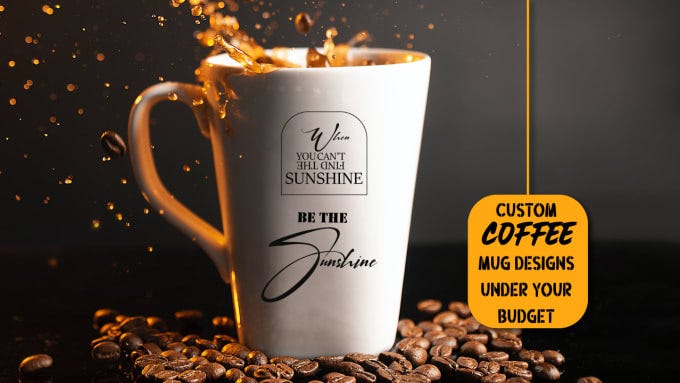 When
YOU CAN'T
FIND THE
SUNSHINE
BE THE
Sunshine
CUSTOM
COFFEE
MUG DESIGNS
UNDER YOUR
BUDGET